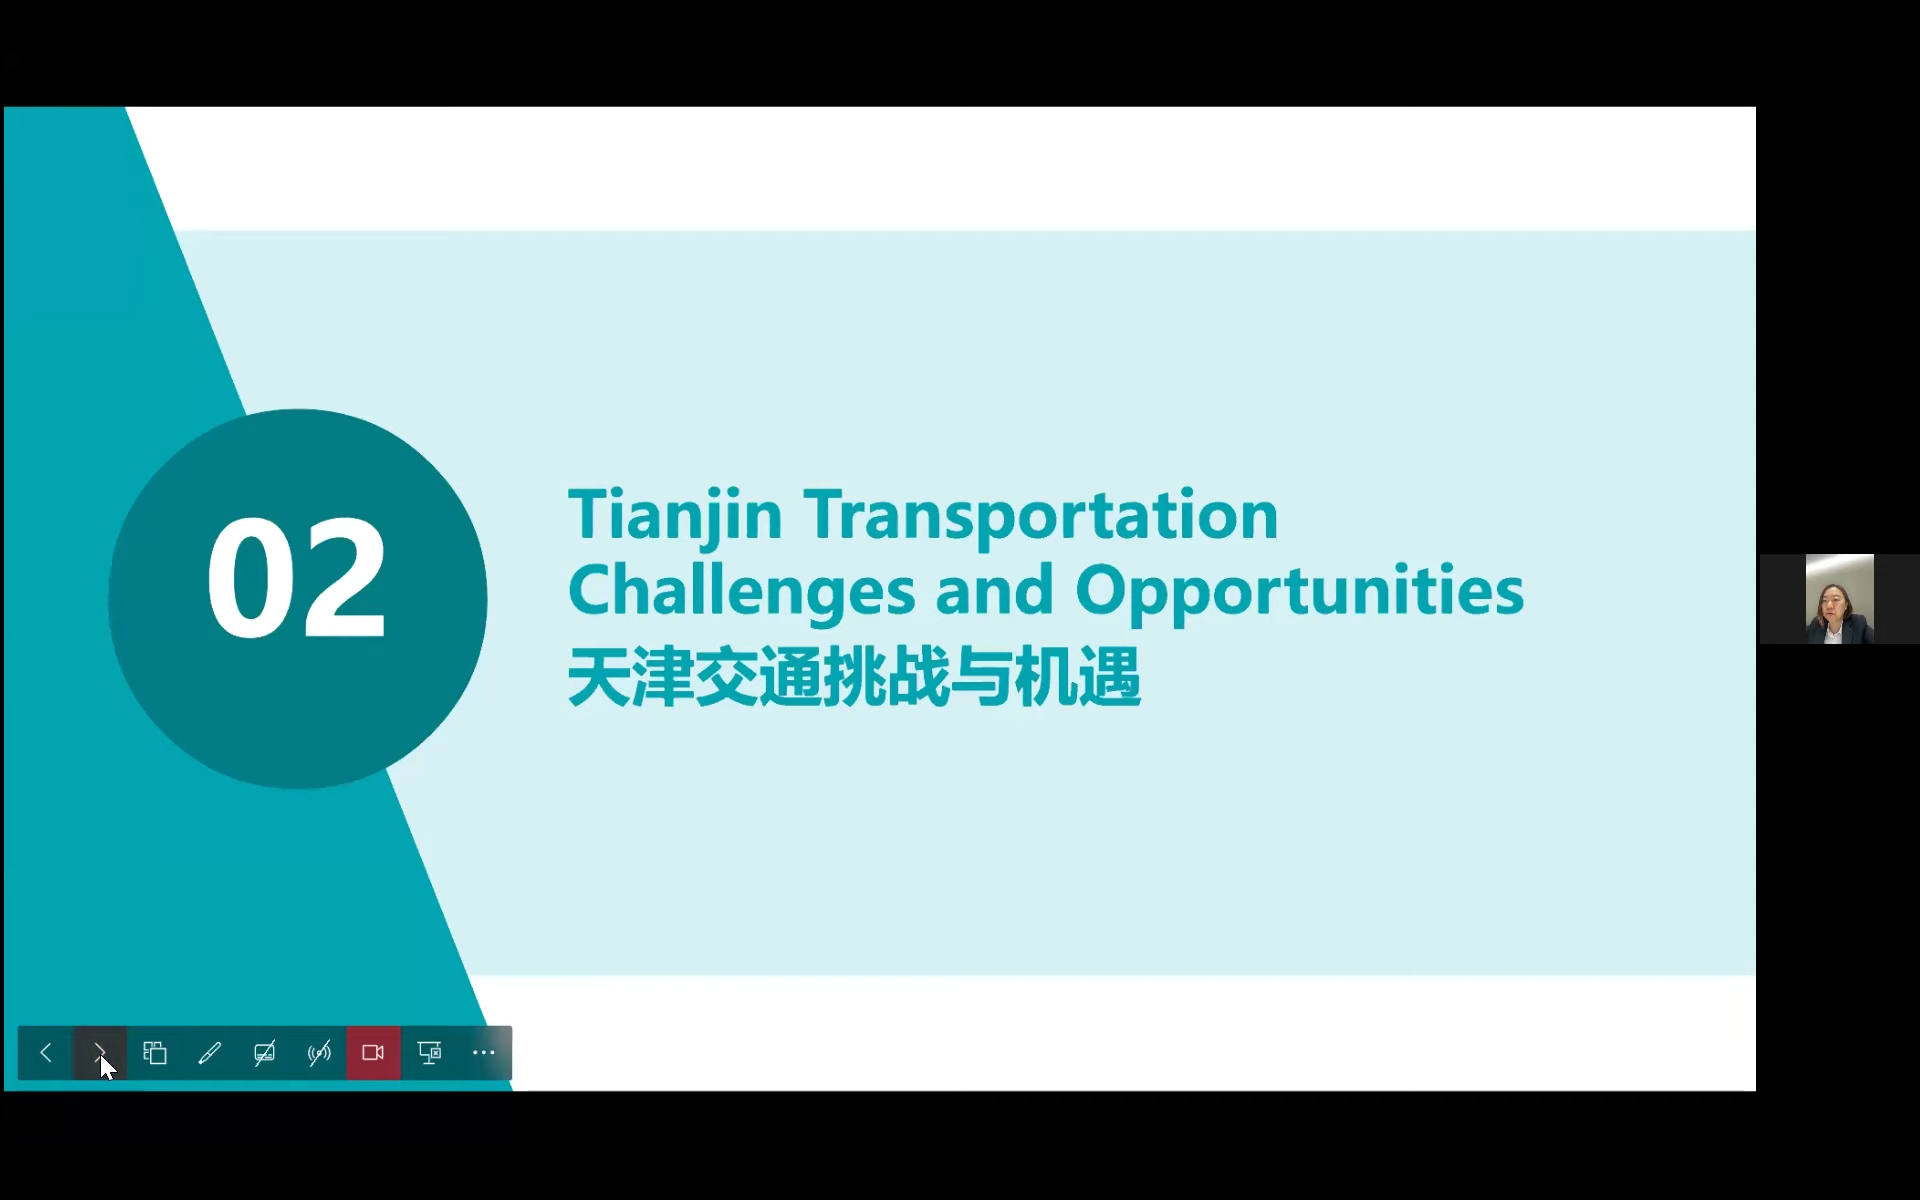 02
Tianjin Transportation
Challenges and Opportunities
天津交通挑战与机遇